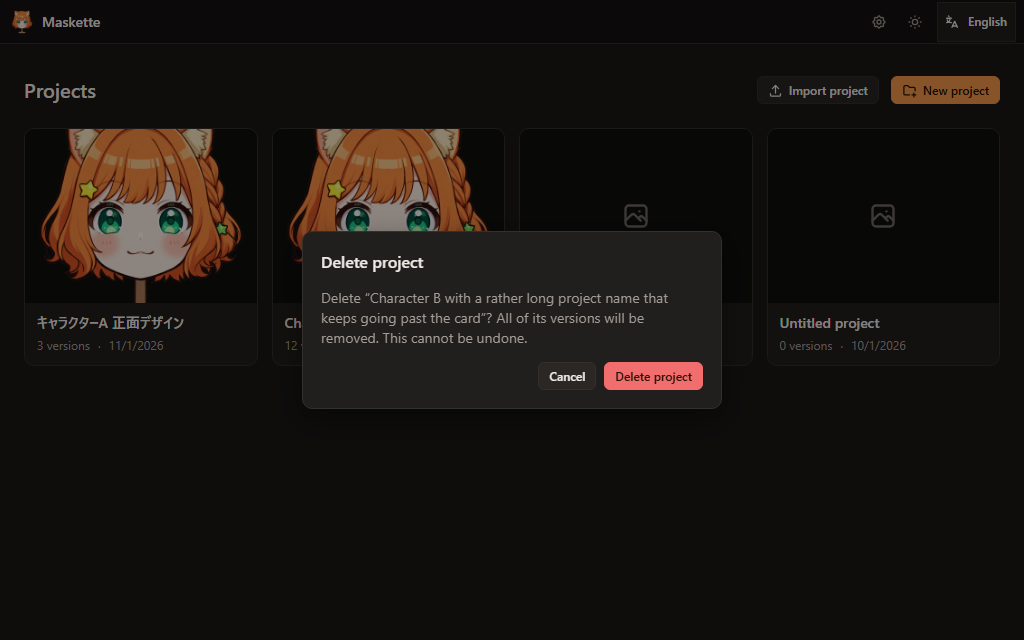 Maskette
English
Projects
Import project
New project
キャラクターA 正面デザイン
3 versions · 11/1/2026
12
Untitled project
0 versions · 10/1/2026
Delete project
Delete “Character B with a rather long project name that
keeps going past the card”? All of its versions will be
removed. This cannot be undone.
Cancel
Delete project